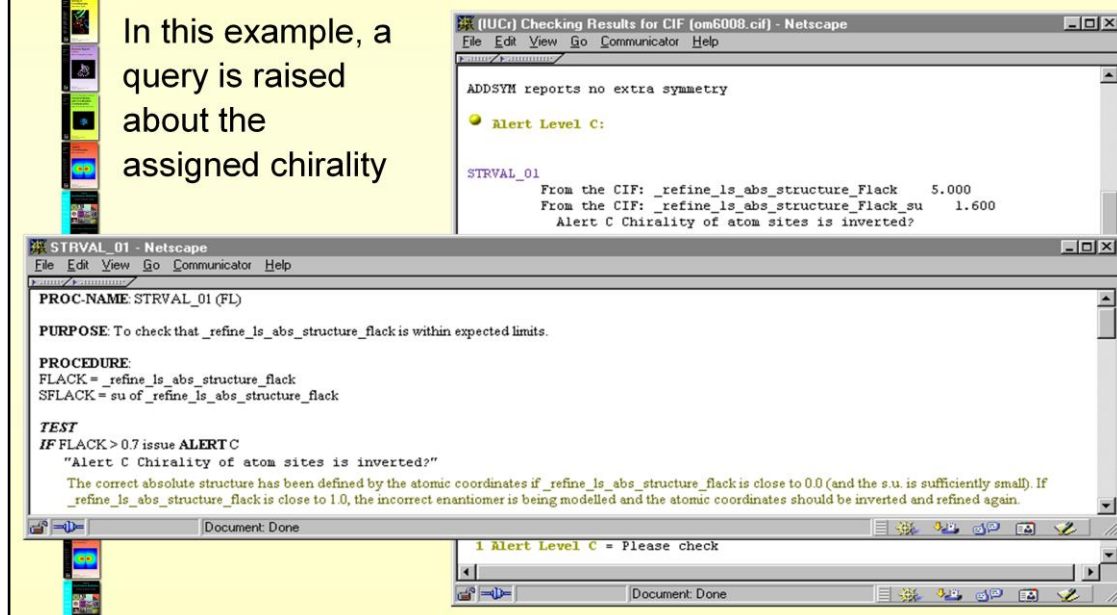 In this example, a
query is raised
about the
assigned chirality
(IUCr) Checking Results for CIF (om6008.cif) - Netscape
File Edit View Go Communicator Help
ADDSYM reports no extra symmetry
Alert Level C:
STRVAL_01
From the CIF: _refine_ls_abs_structure_Flack 5.000
From the CIF: _refine_ls_abs_structure_Flack_su 1.600
Alert C Chirality of atom sites is inverted?
STRVAL_01 - Netscape
File Edit View Go Communicator Help
PROC-NAME: STRVAL_01 (FL)
PURPOSE: To check that _refine_ls_abs_structure_flack is within expected limits.
PROCEDURE:
FLACK = _refine_ls_abs_structure_flack
SFLACK = su of _refine_ls_abs_structure_flack
TEST
IF FLACK > 0.7 issue ALERT C
"Alert C Chirality of atom sites is inverted?"
The correct absolute structure has been defined by the atomic coordinates if _refine_ls_abs_structure_flack is close to 0.0 (and the s.u. is sufficiently small). If
_refine_ls_abs_structure_flack is close to 1.0, the incorrect enantiomer is being modelled and the atomic coordinates should be inverted and refined again.
Document: Done
1 Alert Level C = Please check
Document: Done